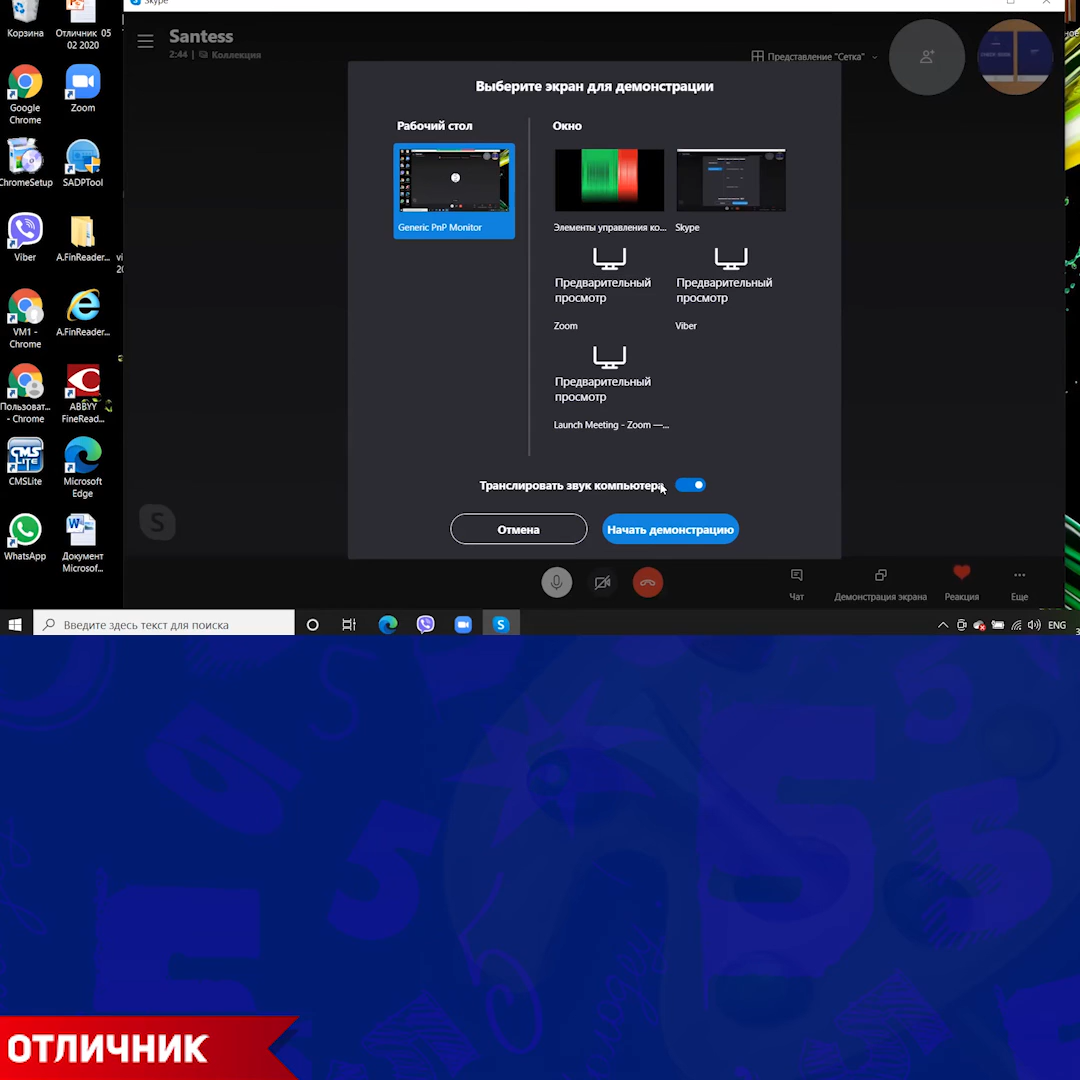 Skype
Корзина
Отличник 05
02 2020
Google
Chrome
Zoom
ChromeSetup
SADPTool
Viber
A.FinReader...
VM1 -
Chrome
A.FinReader...
Пользоват...
- Chrome
ABBYY
FineRead...
CMS
LITE
CMSLite
Microsoft
Edge
WhatsApp
Документ
Microsof...
Santess
2:44 | Коллекция
Представление "Сетка"
Выберите экран для демонстрации
Рабочий стол
Окно
Generic PnP Monitor
Элементы управления ко...
Skype
Предварительный
просмотр
Zoom
Предварительный
просмотр
Viber
Предварительный
просмотр
Launch Meeting - Zoom —...
Транслировать звук компьютера
Отмена
Начать демонстрацию
Чат
Демонстрация экрана
Реакция
Еще
Введите здесь текст для поиска
ENG
ОТЛИЧНИК